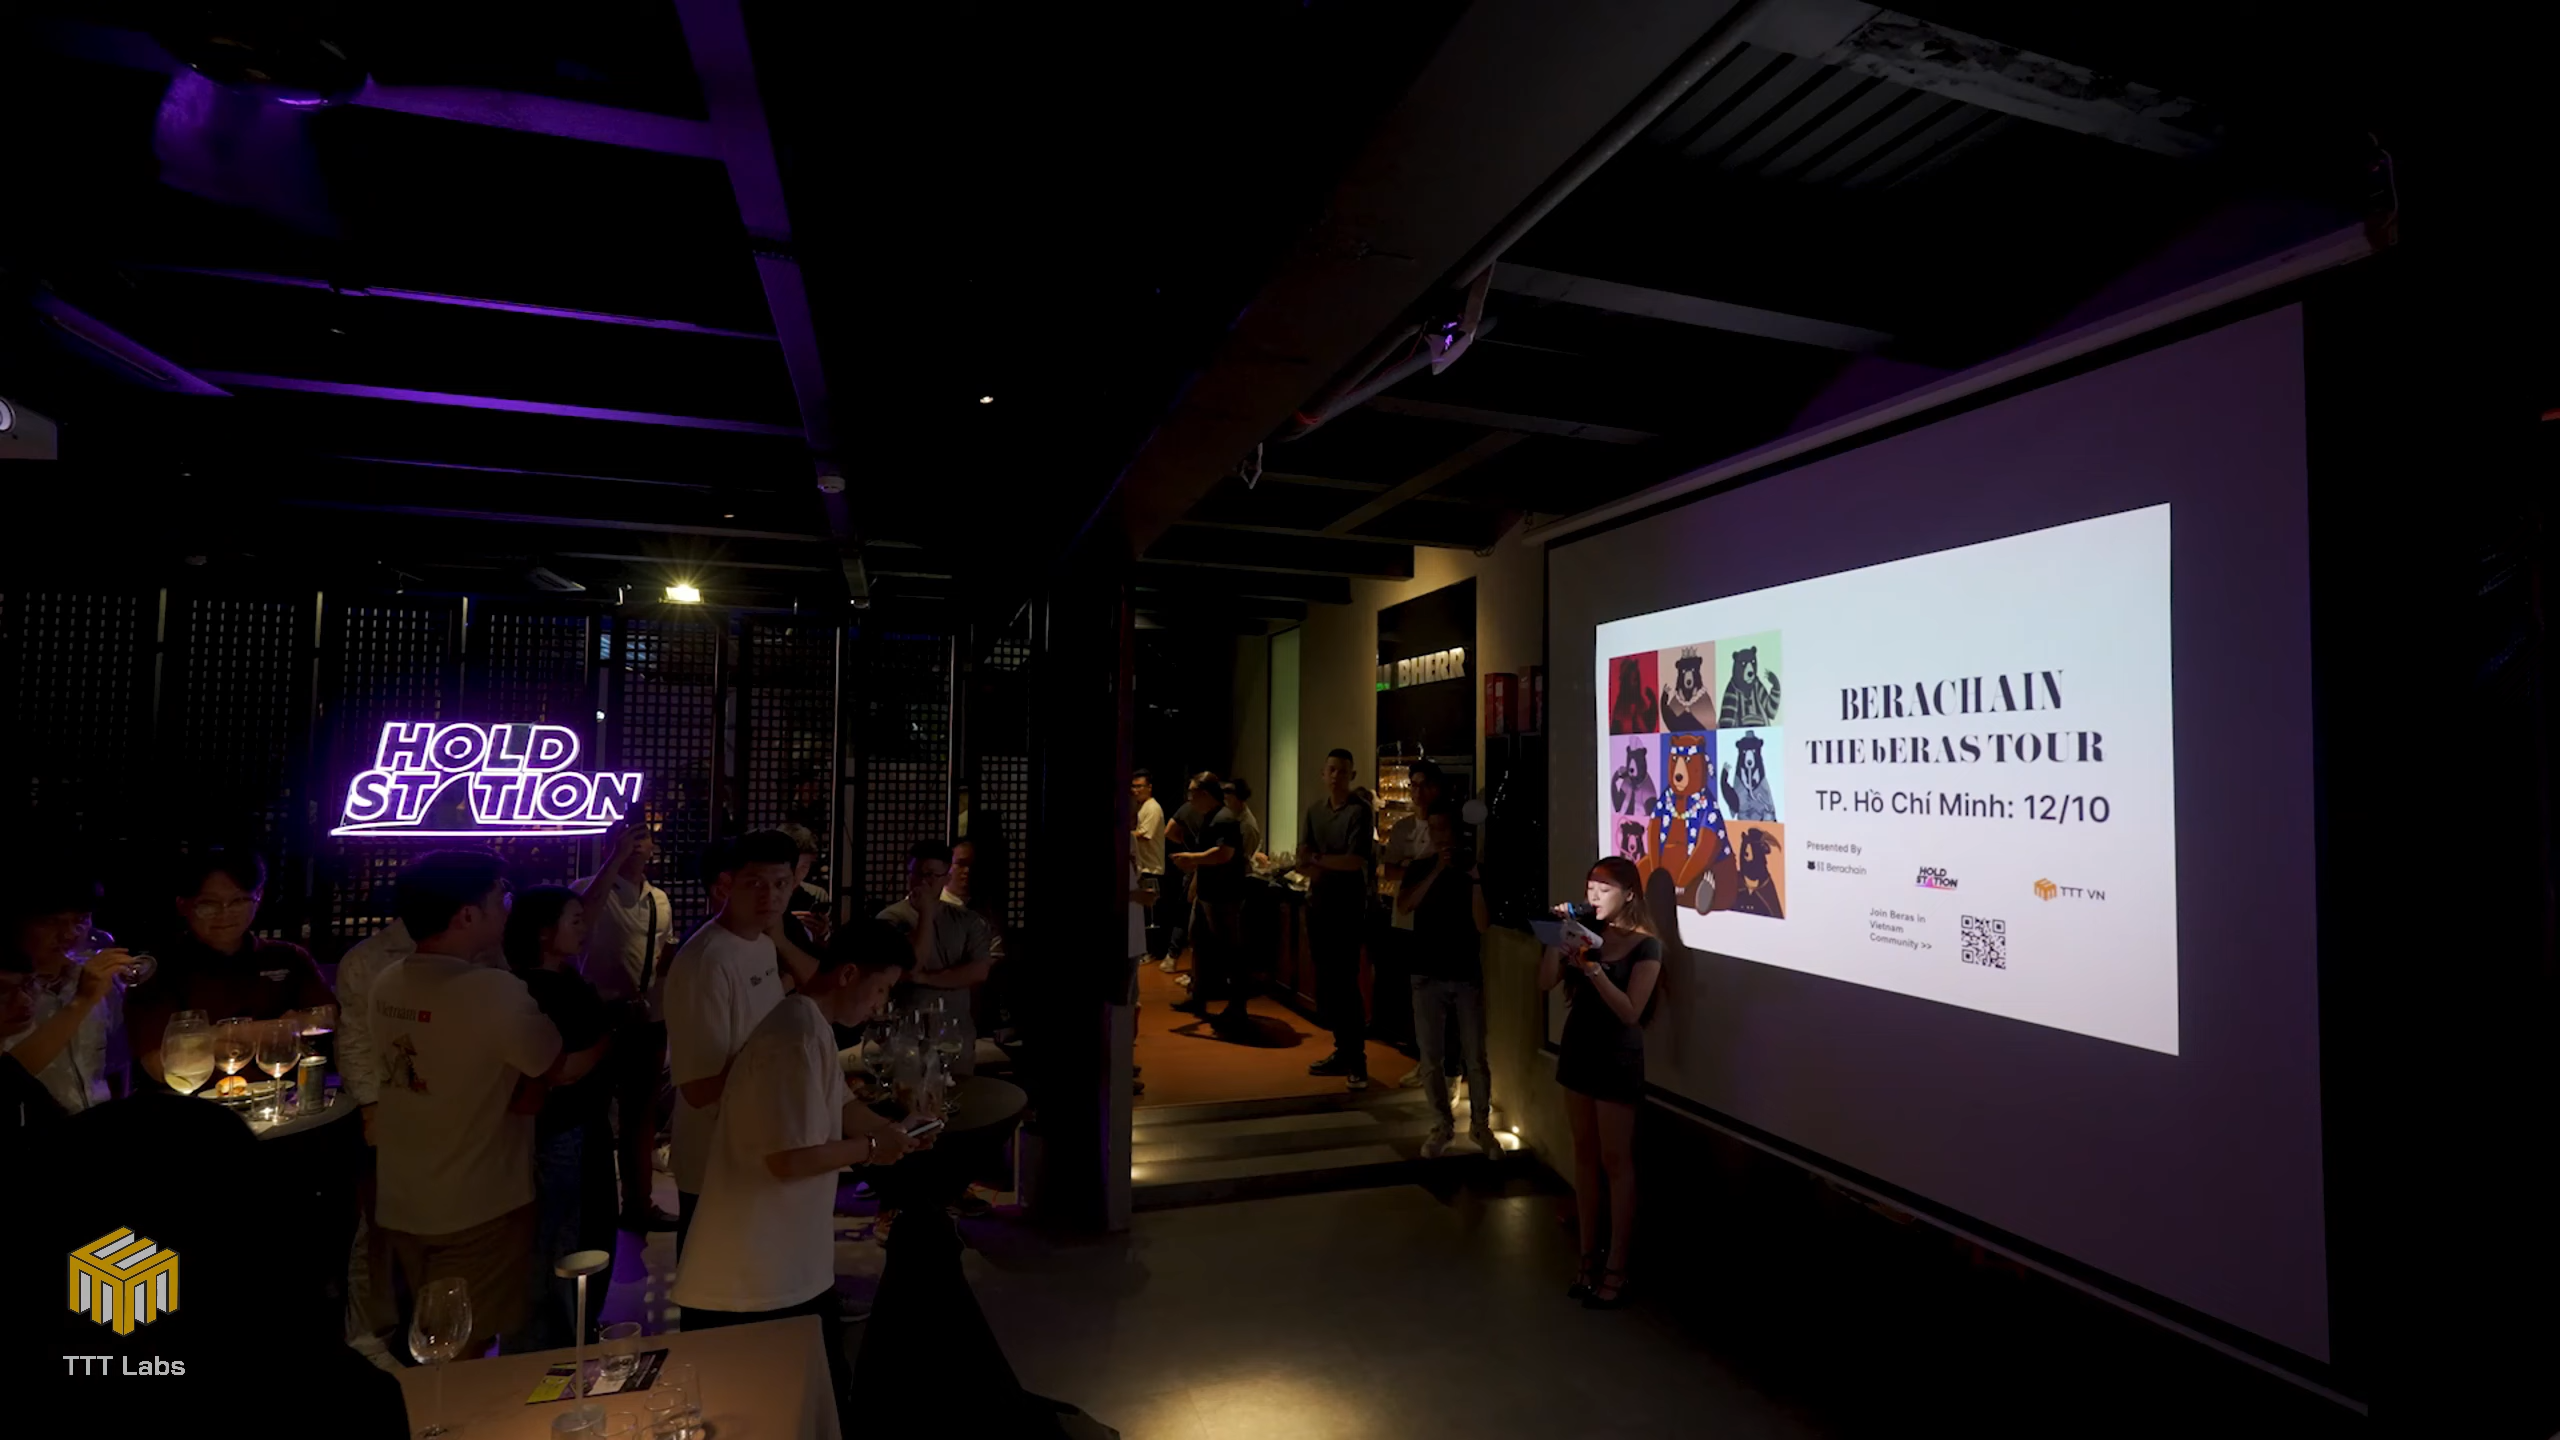 HOLD
STATION
BHERR
BERACHAIN
THE bERAS TOUR
TP. Hồ Chí Minh: 12/10
Presented By
Berachain
HOLD
STATION
TTT VN
Join Beras in
Vietnam
Community >>
Vietnam
TTT Labs